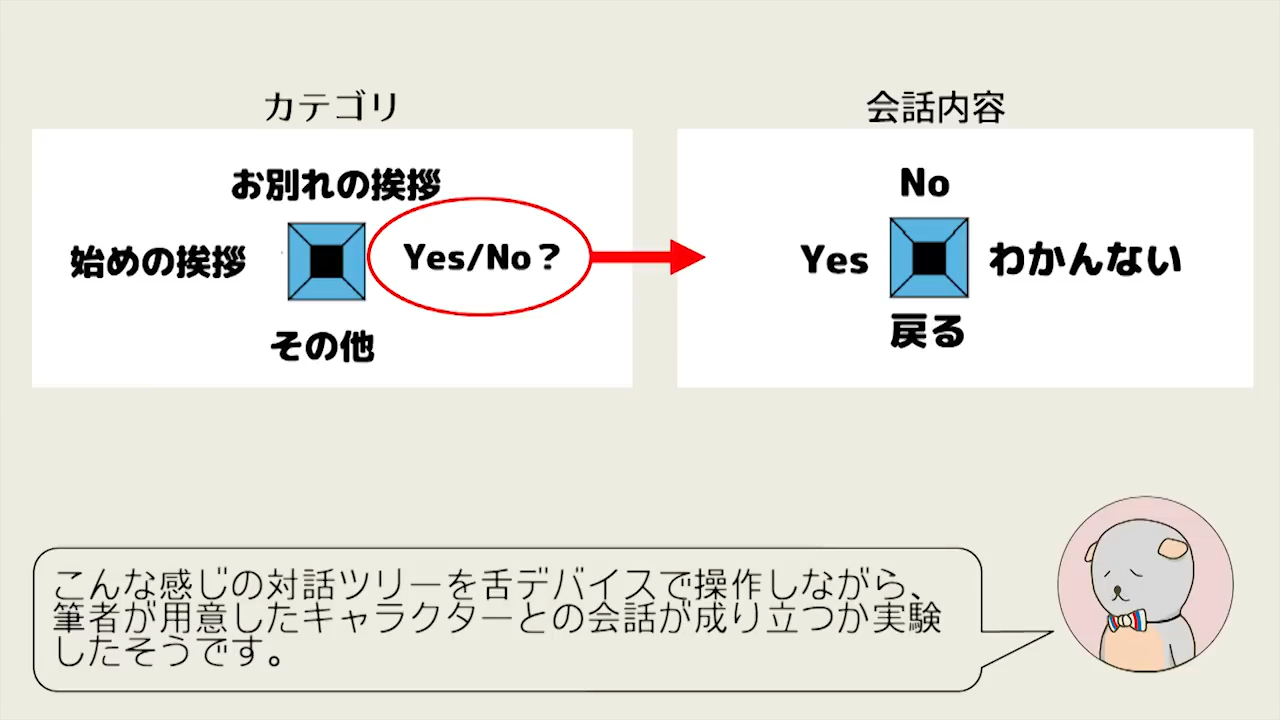 カテゴリ
お別れの挨拶
始めの挨拶
Yes/No？
その他
会話内容
No
Yes
わかんない
戻る
こんな感じの対話ツリーを舌デバイスで操作しながら、
筆者が用意したキャラクターとの会話が成り立つか実験
したそうです。